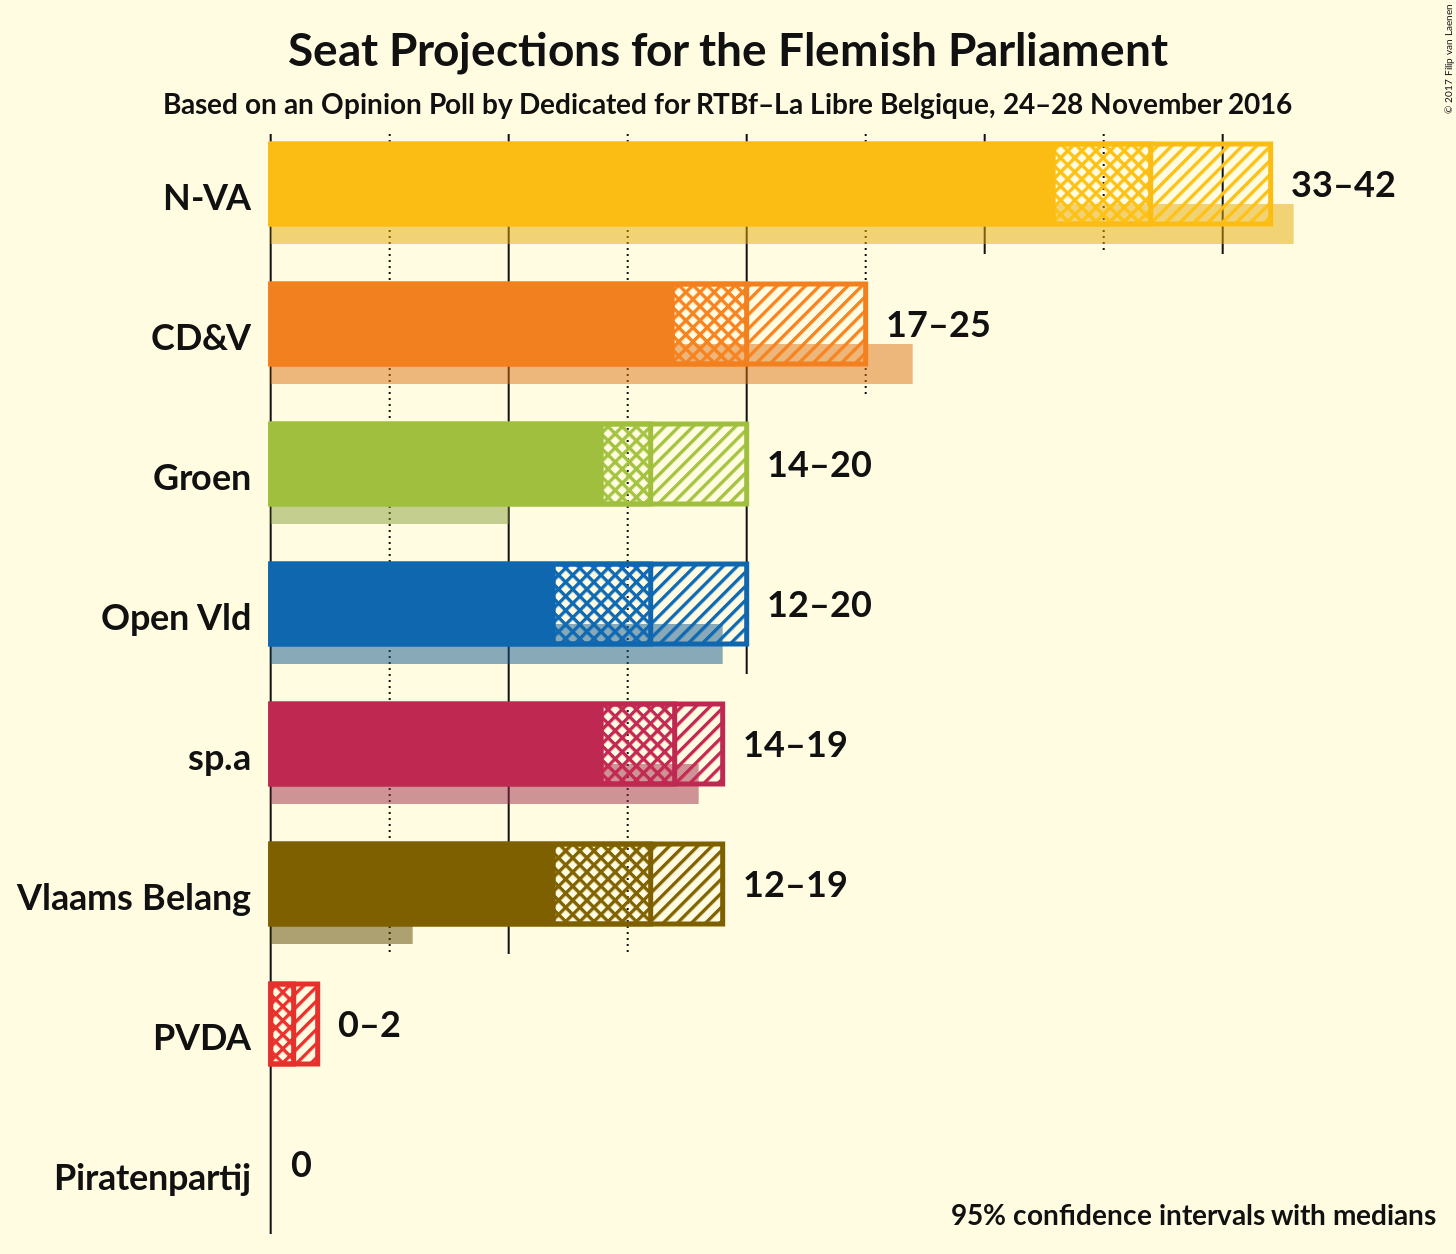 Seat Projections for the Flemish Parliament
Based on an Opinion Poll by Dedicated for RTBf–La Libre Belgique, 24–28 November 2016
© 2017 Filip van Laenen
N-VA 33–42
CD&V 17–25
Groen 14–20
Open Vld 12–20
sp.a 14–19
Vlaams Belang 12–19
PVDA 0–2
Piratenpartij 0
95% confidence intervals with medians